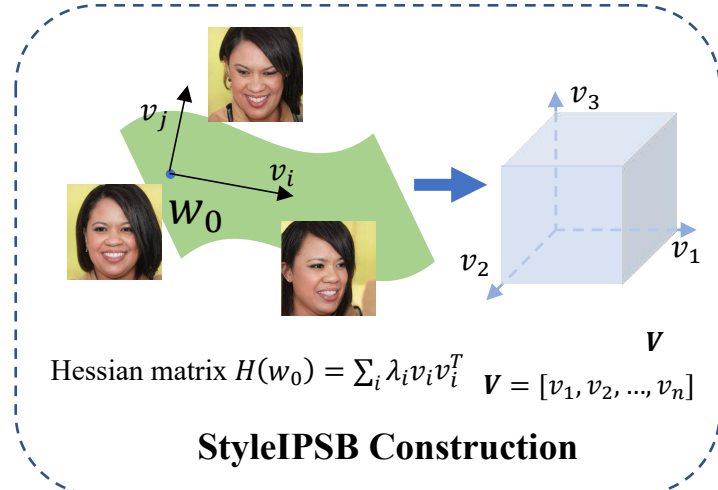 v_j
v_i
w_0
v_3
v_1
v_2
V
Hessian matrix H(w_0) = ∑_i λ_i v_i v_i^T
V = [v_1, v_2, …, v_n]
StyleIPSB Construction